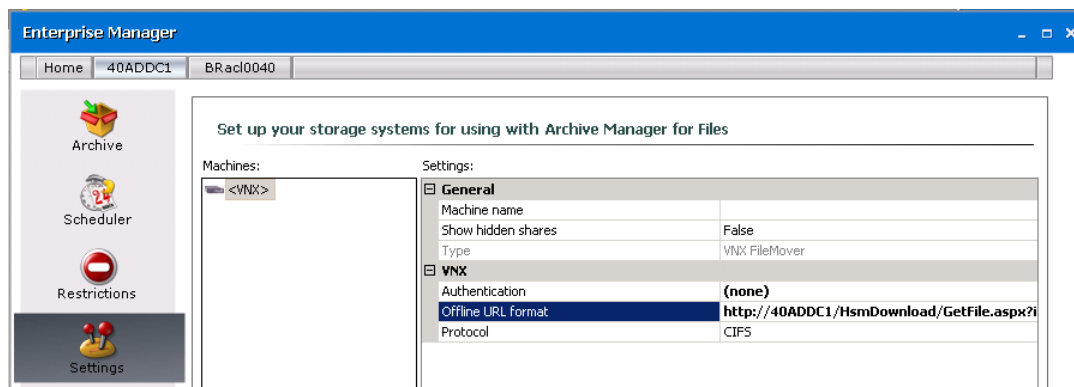 Enterprise Manager
Home 40ADDC1 BRacl0040
Archive
Scheduler
Restrictions
Settings
Set up your storage systems for using with Archive Manager for Files
Machines:
<VNX>
Settings:
General
Machine name
Show hidden shares False
Type VNX FileMover
VNX
Authentication (none)
Offline URL format http://40ADDC1/HsmDownload/GetFile.aspx?i
Protocol CIFS